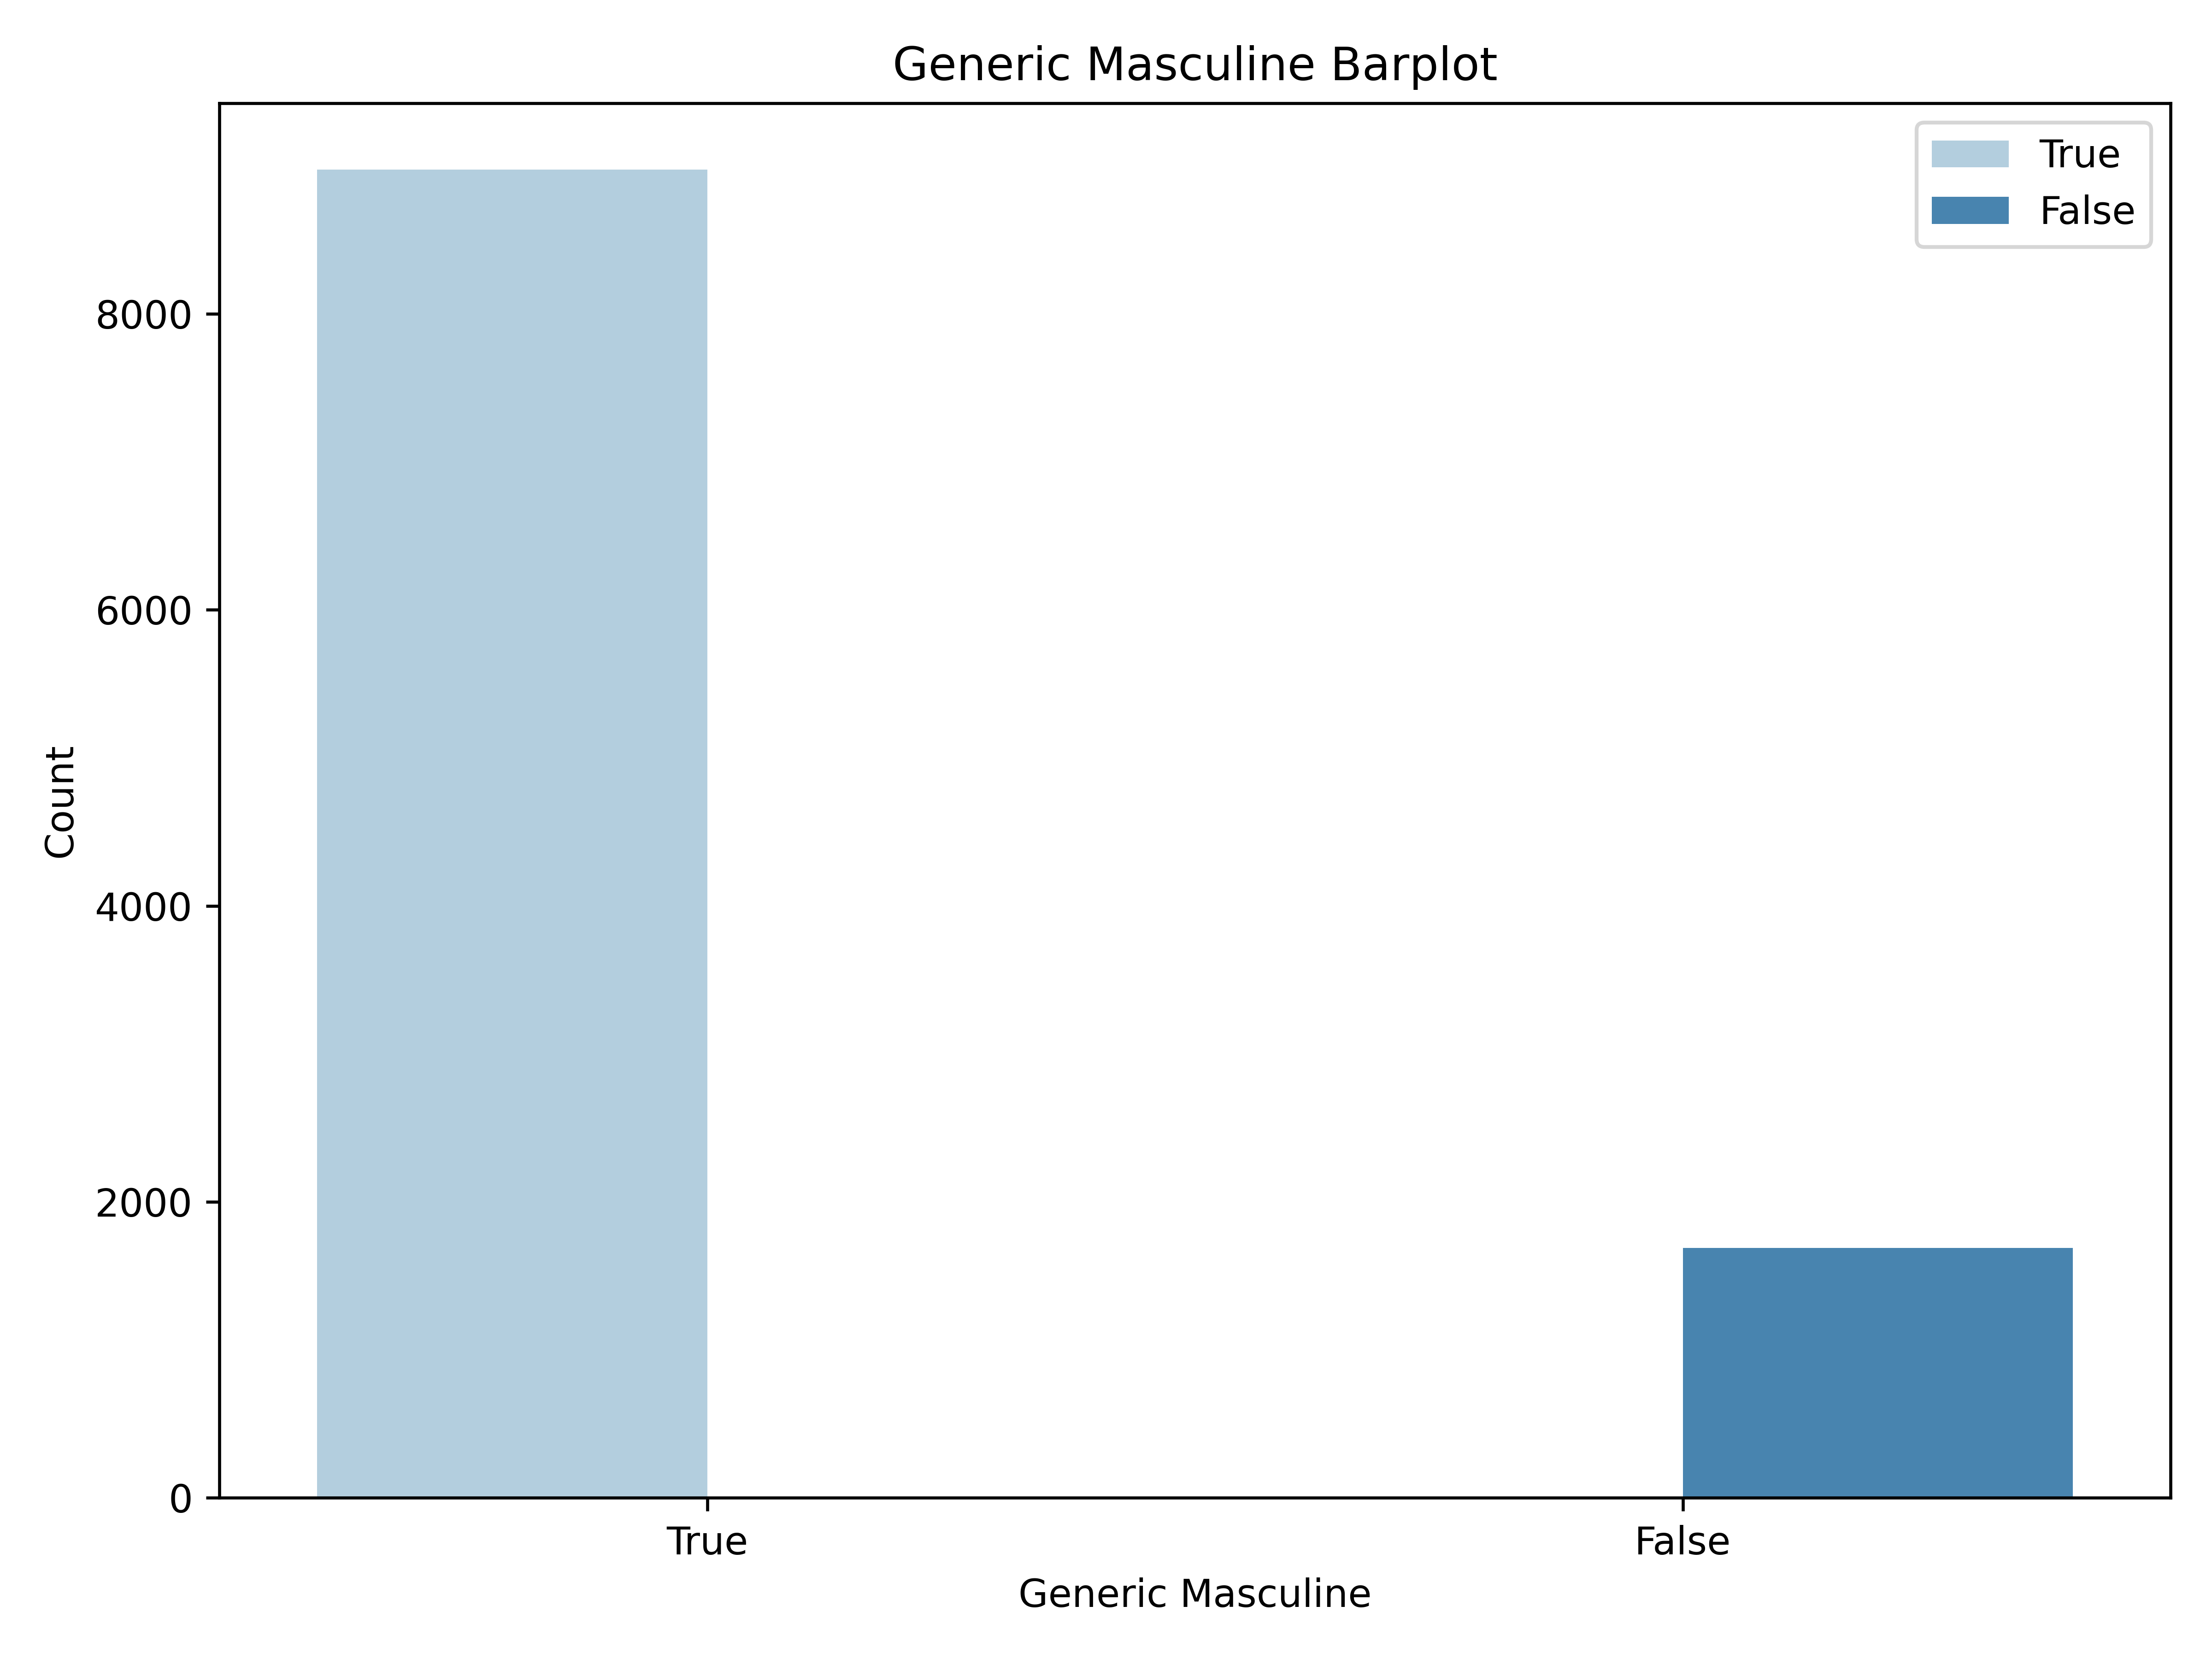 Generic Masculine Barplot
True
False
8000
6000
4000
2000
0
Count
True
False
Generic Masculine